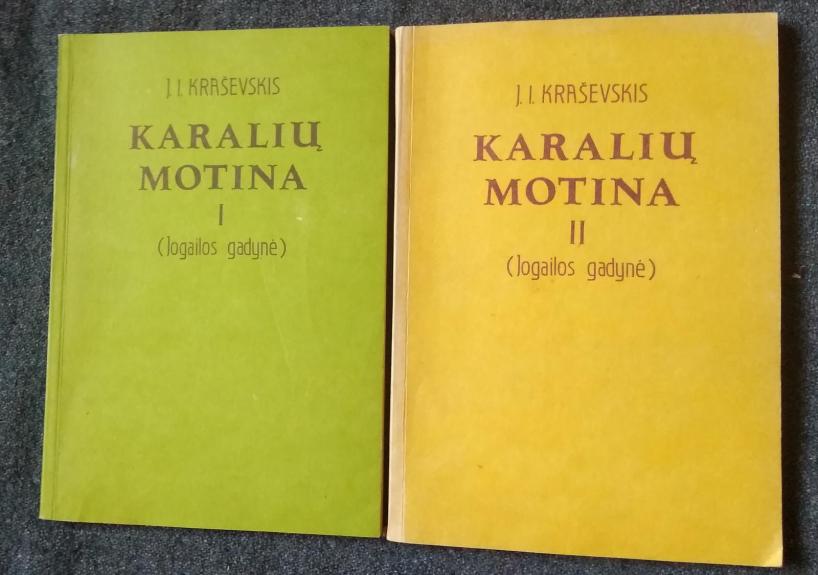 J. I. KRAŠEVSKIS
KARALIŲ
MOTINA
I
(Jogailos gadynė)
J. I. KRAŠEVSKIS
KARALIŲ
MOTINA
II
(Jogailos gadynė)